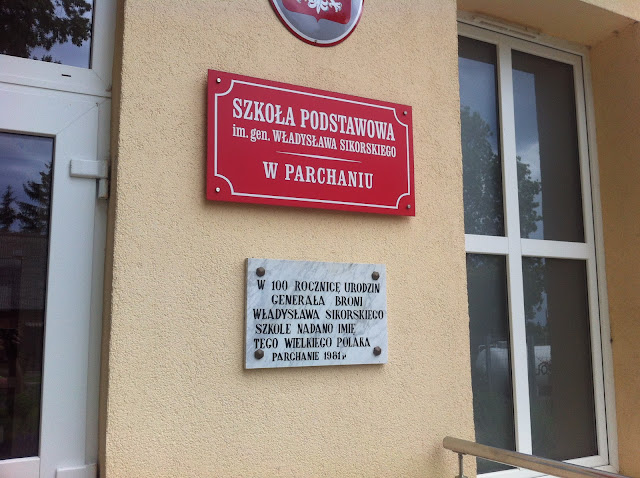 SZKOŁA PODSTAWOWA
im. gen. WŁADYSŁAWA SIKORSKIEGO
W PARCHANIU
W 100 ROCZNICĘ URODZIN
GENERAŁA BRONI
WŁADYSŁAWA SIKORSKIEGO
SZKOLE NADANO IMIĘ
TEGO WIELKIEGO POLAKA
PARCHANIE 1981 r